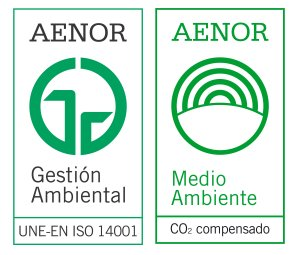 AENOR
Gestión
Ambiental
UNE-EN ISO 14001
AENOR
Medio
Ambiente
CO₂ compensado